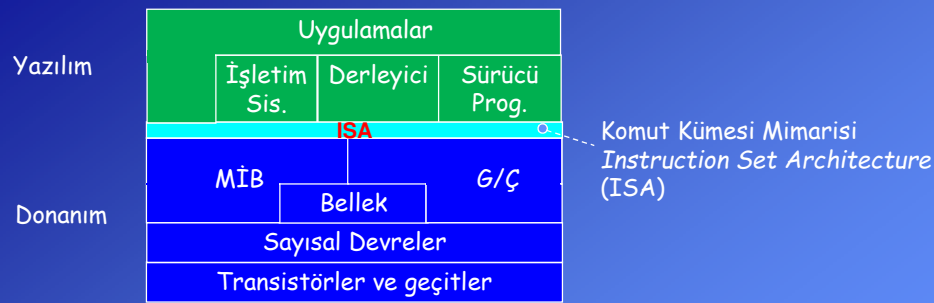 Uygulamalar
Yazılım
İşletim Sis.
Derleyici
Sürücü Prog.
ISA
Komut Kümesi Mimarisi
Instruction Set Architecture
(ISA)
MİB
G/Ç
Bellek
Donanım
Sayısal Devreler
Transistörler ve geçitler